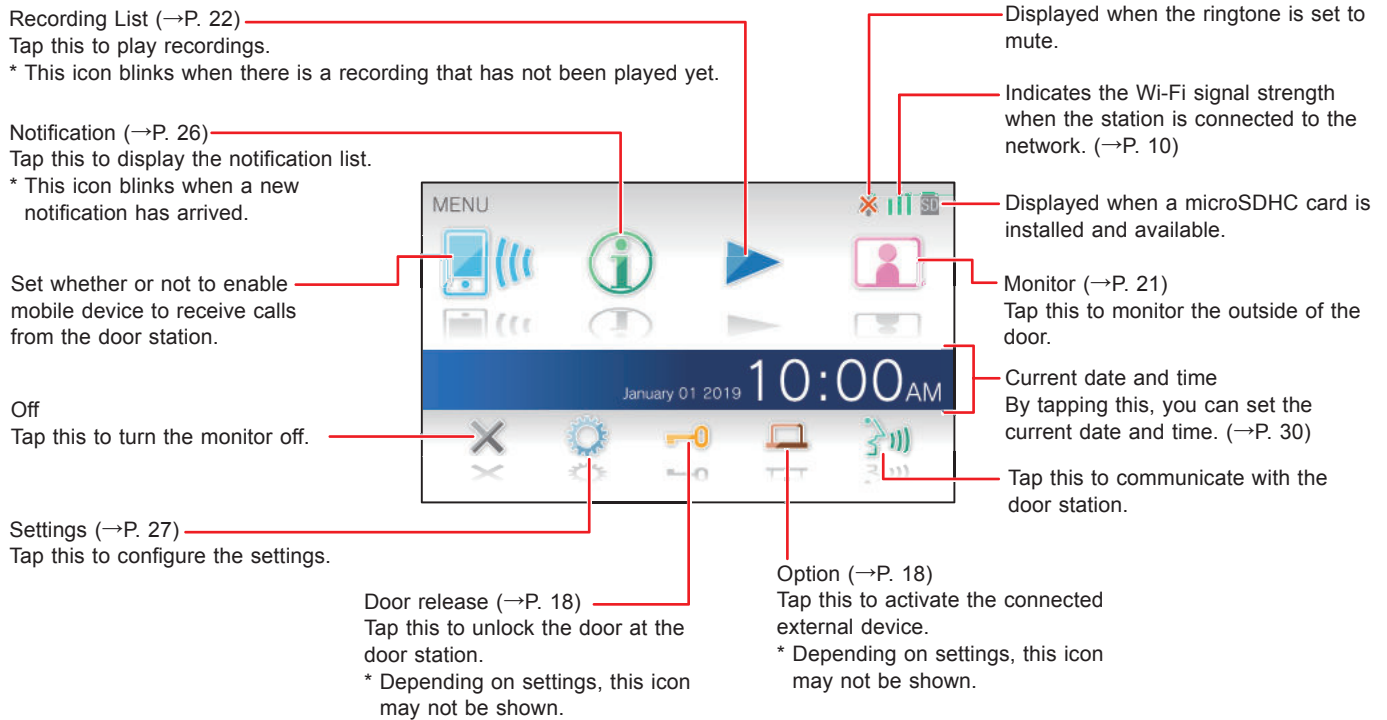 Recording List (→P. 22)
Tap this to play recordings.
* This icon blinks when there is a recording that has not been played yet.
Notification (→P. 26)
Tap this to display the notification list.
* This icon blinks when a new
notification has arrived.
Set whether or not to enable
mobile device to receive calls
from the door station.
Off
Tap this to turn the monitor off.
Settings (→P. 27)
Tap this to configure the settings.
MENU
SD
January 01 2019 10:00AM
Displayed when the ringtone is set to
mute.
Indicates the Wi-Fi signal strength
when the station is connected to the
network. (→P. 10)
Displayed when a microSDHC card is
installed and available.
Monitor (→P. 21)
Tap this to monitor the outside of the
door.
Current date and time
By tapping this, you can set the
current date and time. (→P. 30)
Tap this to communicate with the
door station.
Door release (→P. 18)
Tap this to unlock the door at the
door station.
* Depending on settings, this icon
may not be shown.
Option (→P. 18)
Tap this to activate the connected
external device.
* Depending on settings, this icon
may not be shown.